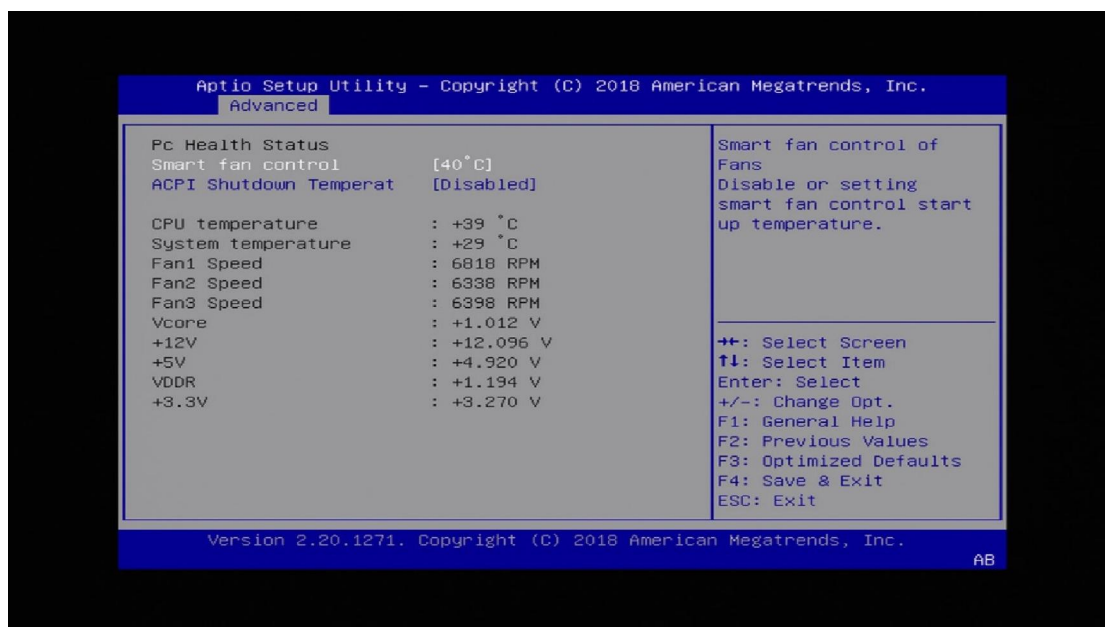 Aptio Setup Utility – Copyright (C) 2018 American Megatrends, Inc.
Advanced
Pc Health Status
Smart fan control [40°C]
ACPI Shutdown Temperat [Disabled]
CPU temperature : +39 °C
System temperature : +29 °C
Fan1 Speed : 6818 RPM
Fan2 Speed : 6338 RPM
Fan3 Speed : 6398 RPM
Vcore : +1.012 V
+12V : +12.096 V
+5V : +4.920 V
VDDR : +1.194 V
+3.3V : +3.270 V
Smart fan control of
Fans
Disable or setting
smart fan control start
up temperature.
→←: Select Screen
↑↓: Select Item
Enter: Select
+/-: Change Opt.
F1: General Help
F2: Previous Values
F3: Optimized Defaults
F4: Save & Exit
ESC: Exit
Version 2.20.1271. Copyright (C) 2018 American Megatrends, Inc.
AB